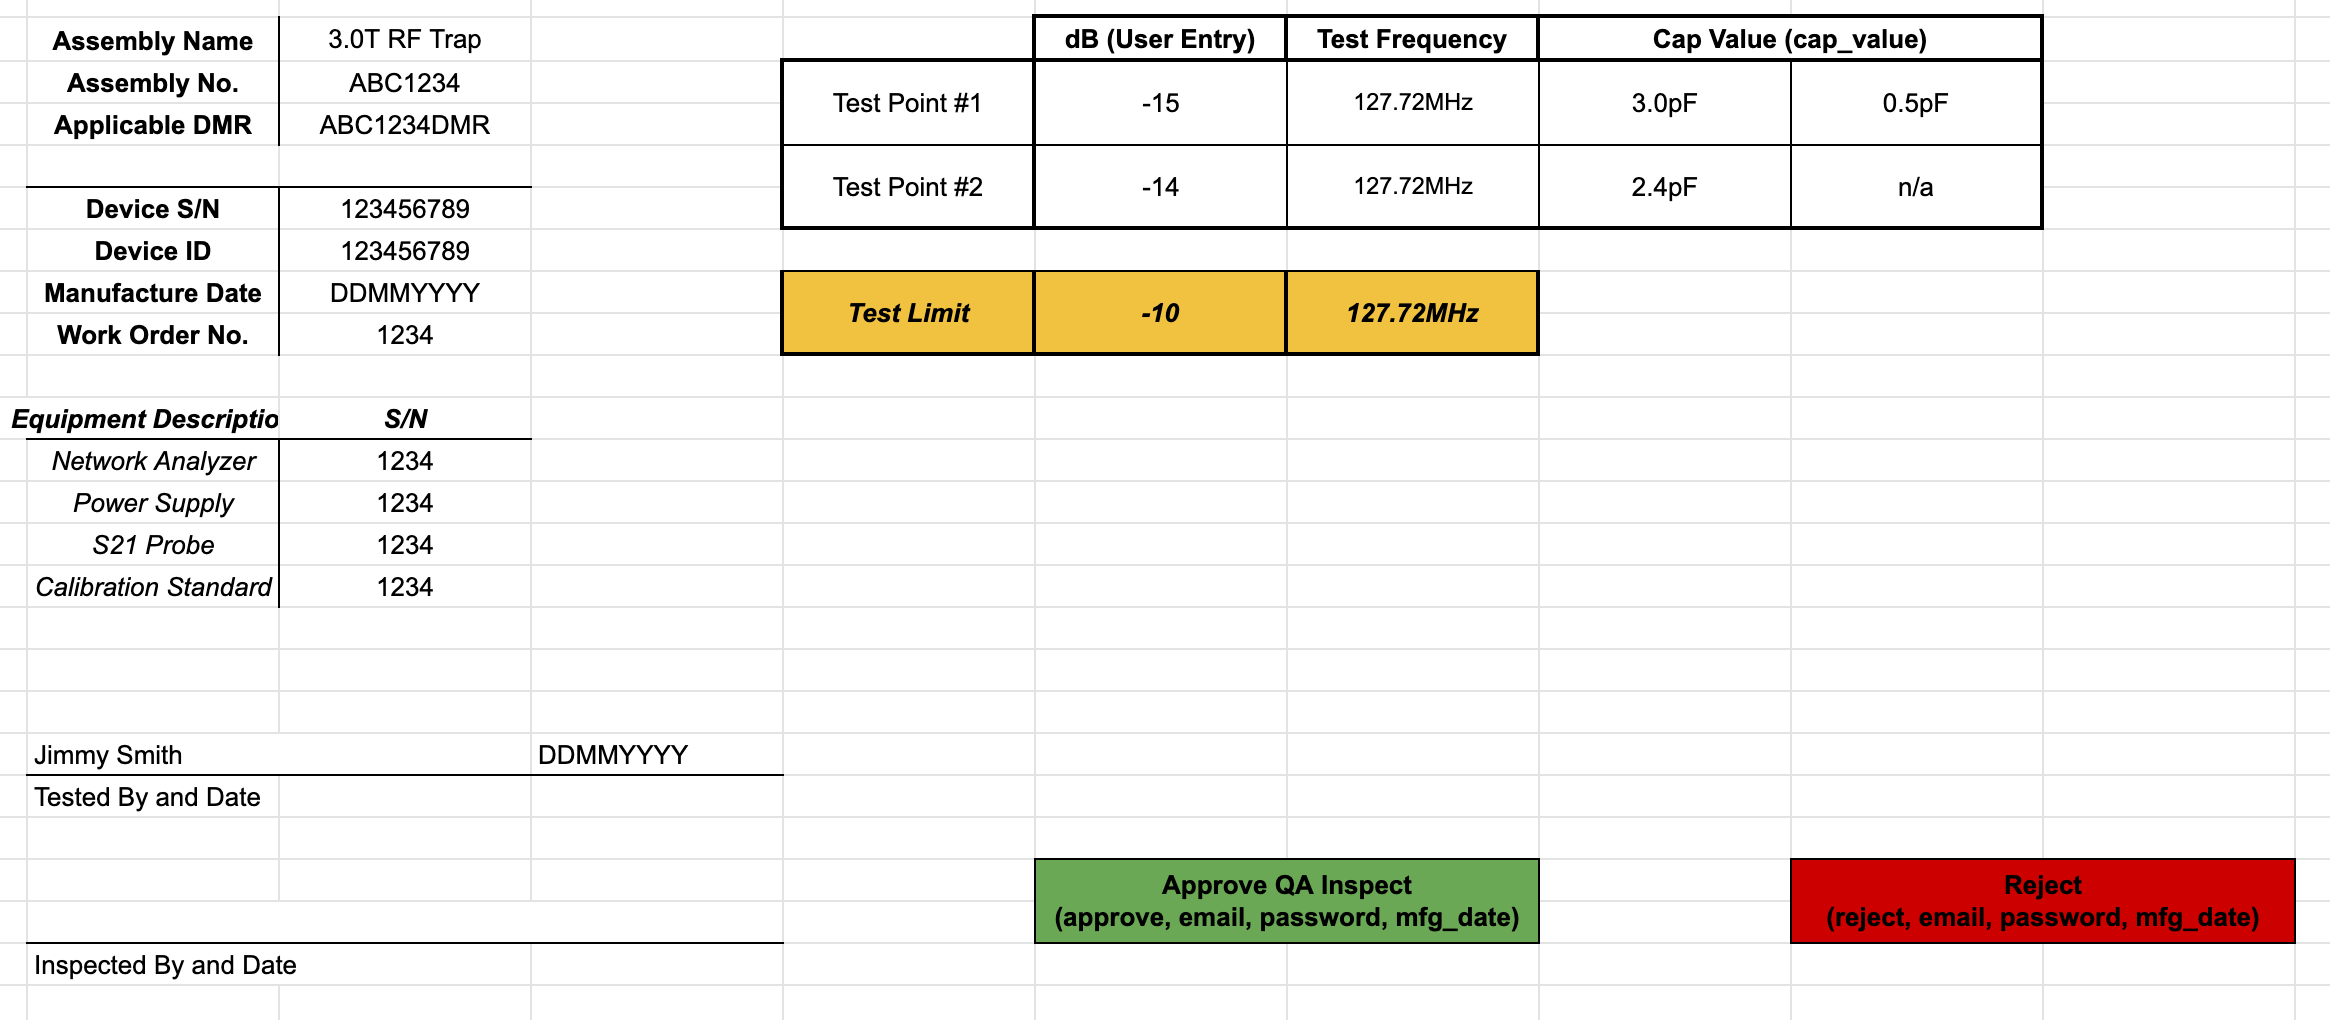 Assembly Name 3.0T RF Trap
Assembly No. ABC1234
Applicable DMR ABC1234DMR
Device S/N 123456789
Device ID 123456789
Manufacture Date DDMMYYYY
Work Order No. 1234
Equipment Descriptio S/N
Network Analyzer 1234
Power Supply 1234
S21 Probe 1234
Calibration Standard 1234
Jimmy Smith DDMMYYYY
Tested By and Date
Inspected By and Date
dB (User Entry) Test Frequency Cap Value (cap_value)
Test Point #1 -15 127.72MHz 3.0pF 0.5pF
Test Point #2 -14 127.72MHz 2.4pF n/a
Test Limit -10 127.72MHz
Approve QA Inspect
(approve, email, password, mfg_date)
Reject
(reject, email, password, mfg_date)